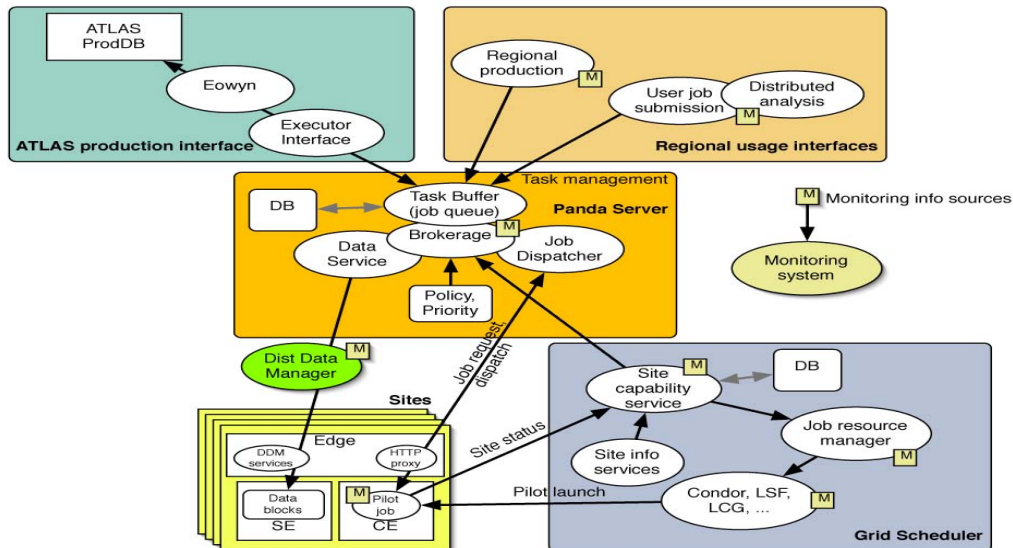 ATLAS
ProdDB
Eowyn
Executor
Interface
ATLAS production interface
Regional
production
M
User job
submission
M
Distributed
analysis
Regional usage interfaces
Task management
DB
Task Buffer
(job queue)
Panda Server
Brokerage
M
Data
Service
Job
Dispatcher
Policy,
Priority
M
Monitoring info sources
Monitoring
system
Dist Data
Manager
M
Job request,
dispatch
Sites
Edge
DDM
services
HTTP
proxy
Data
blocks
SE
M
Pilot
job
CE
Site status
Pilot launch
Site
capability
service
M
DB
Job resource
manager
M
Site info
services
Condor, LSF,
LCG, ...
M
Grid Scheduler